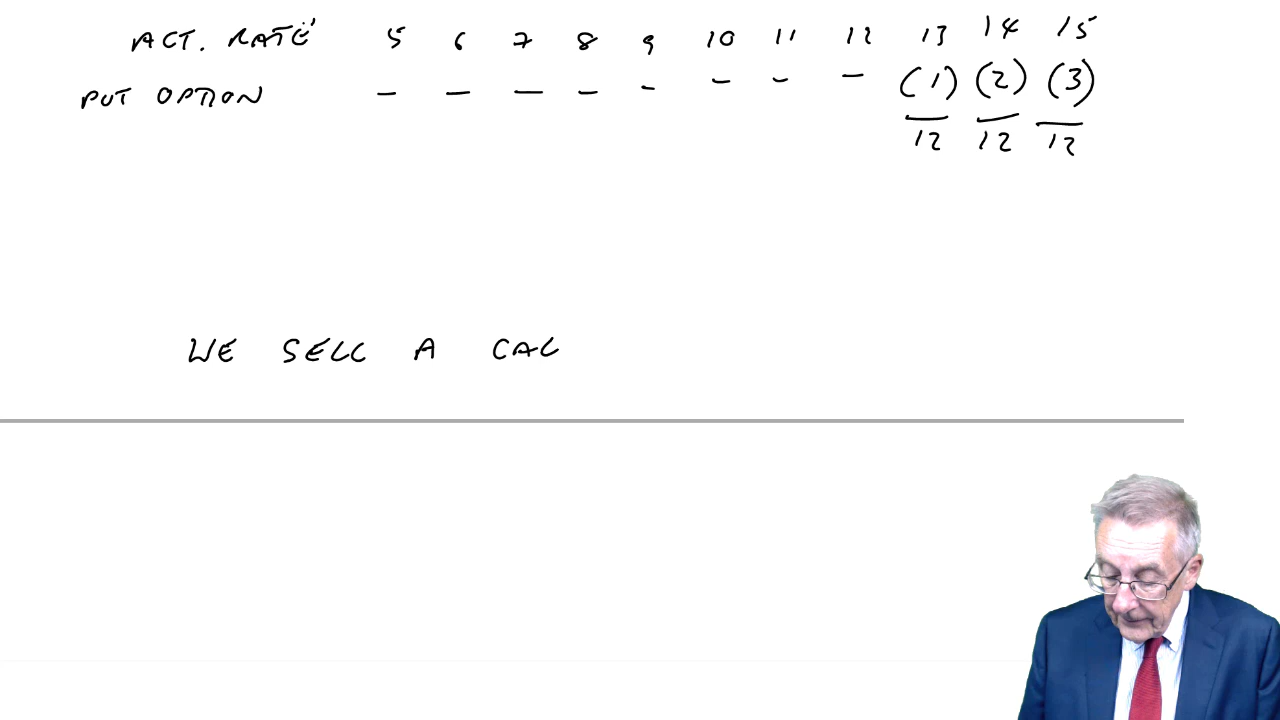 ACT. RATE 5 6 7 8 9 10 11 12 13 14 15
PUT OPTION – – – – – – – – (1) (2) (3)
12 12 12
WE SELL A CAL